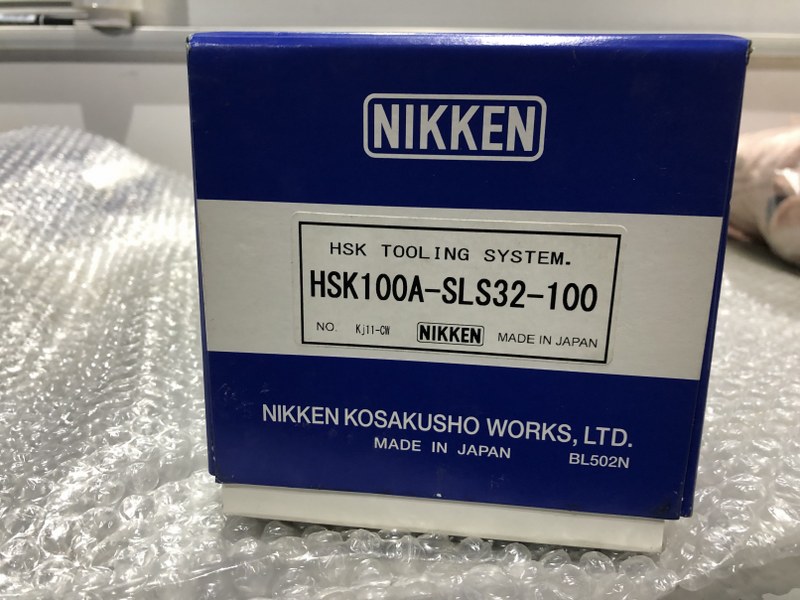 NIKKEN
HSK TOOLING SYSTEM.
HSK100A-SLS32-100
NO. Kj11-CW NIKKEN MADE IN JAPAN
NIKKEN KOSAKUSHO WORKS, LTD.
MADE IN JAPAN
BL502N